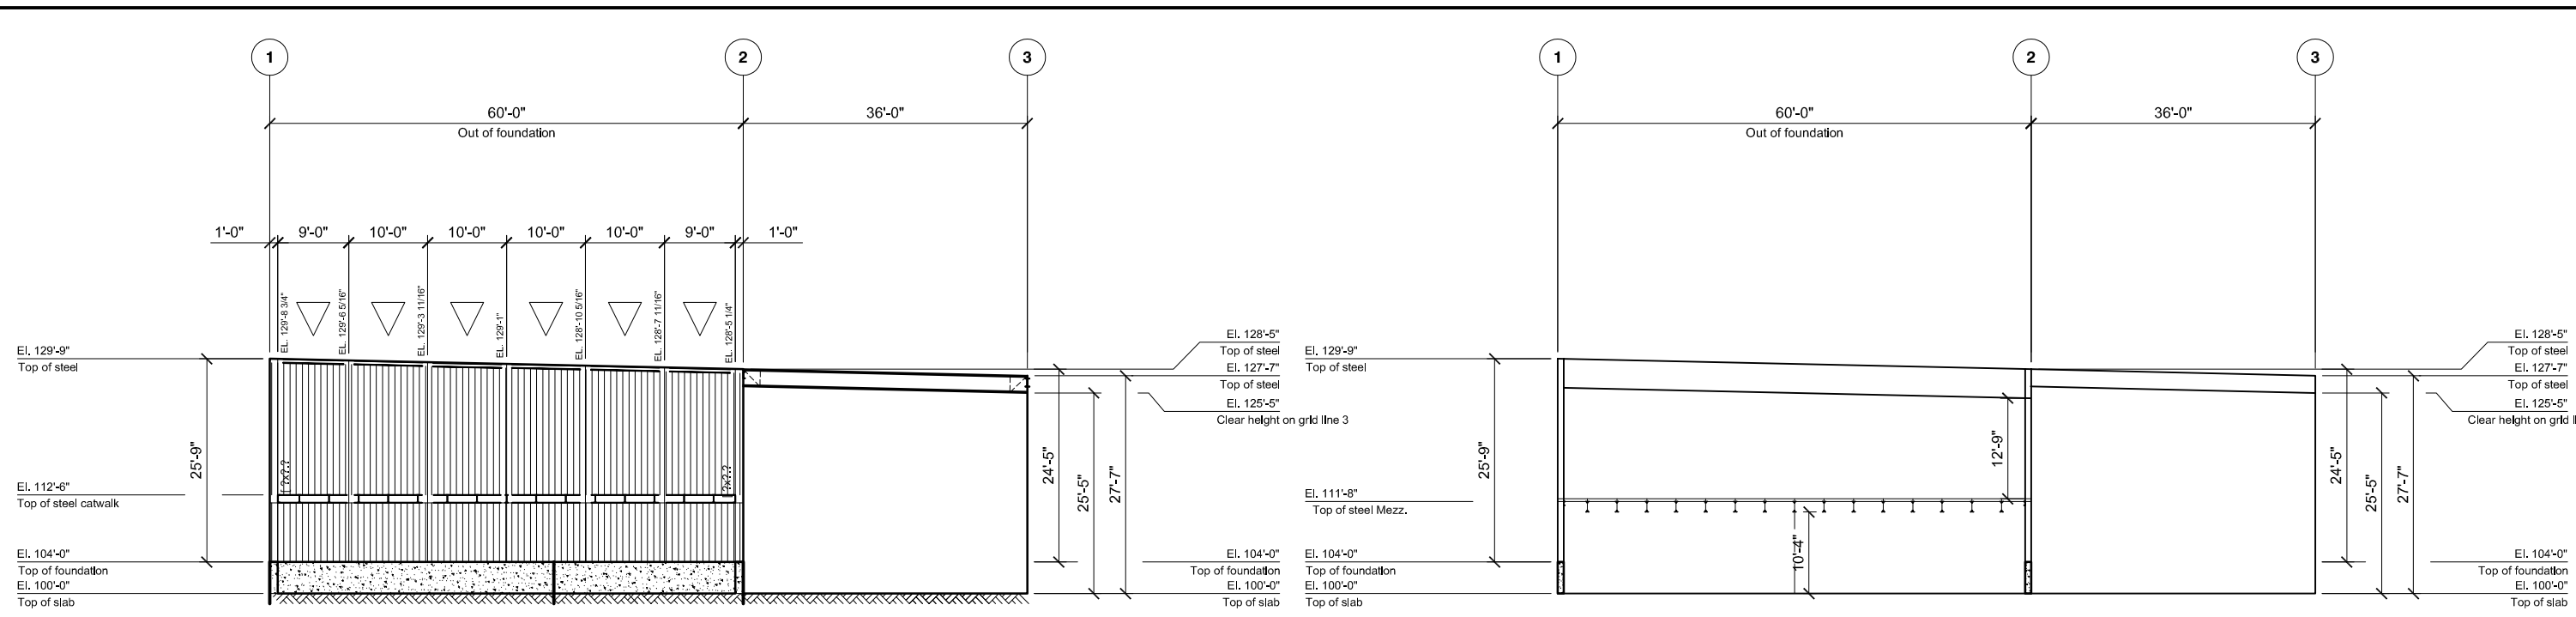 1
2
3
1
2
3
60'-0"
Out of foundation
36'-0"
60'-0"
Out of foundation
36'-0"
1'-0"
9'-0"
10'-0"
10'-0"
10'-0"
10'-0"
9'-0"
1'-0"
EL. 129'-8 3/4"
EL. 129'-6 5/16"
EL. 129'-3 11/16"
EL. 129'-1"
EL. 128'-10 5/16"
EL. 128'-7 11/16"
EL. 128'-5 1/4"
El. 129'-9"
Top of steel
25'-9"
El. 112'-6"
Top of steel catwalk
[ ?x?.?
[ ?x?.?
El. 104'-0"
Top of foundation
El. 100'-0"
Top of slab
24'-5"
25'-5"
27'-7"
El. 128'-5"
Top of steel
El. 127'-7"
Top of steel
El. 125'-5"
Clear height on grid line 3
El. 104'-0"
Top of foundation
El. 100'-0"
Top of slab
El. 129'-9"
Top of steel
25'-9"
El. 111'-8"
Top of steel Mezz.
El. 104'-0"
Top of foundation
El. 100'-0"
Top of slab
12'-9"
10'-4"
24'-5"
25'-5"
27'-7"
El. 128'-5"
Top of steel
El. 127'-7"
Top of steel
El. 125'-5"
Clear height on grid
El. 104'-0"
Top of foundation
El. 100'-0"
Top of slab